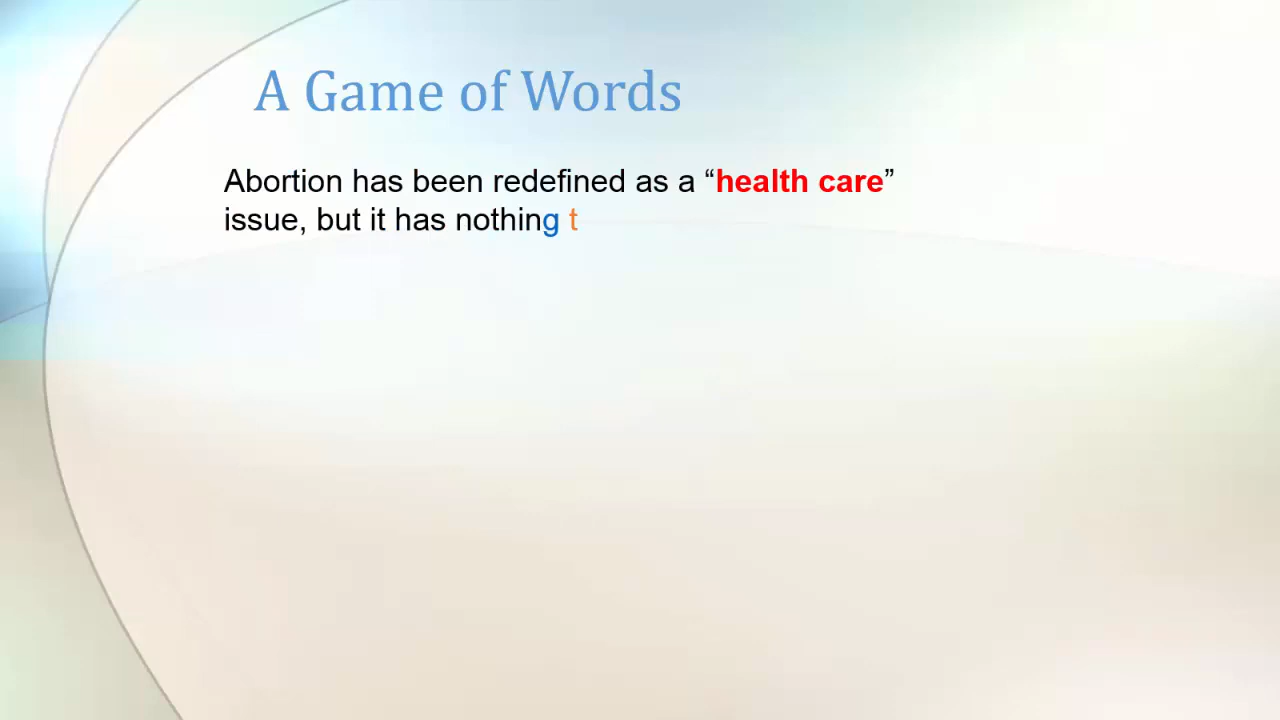 A Game of Words
Abortion has been redefined as a “health care”
issue, but it has nothing t